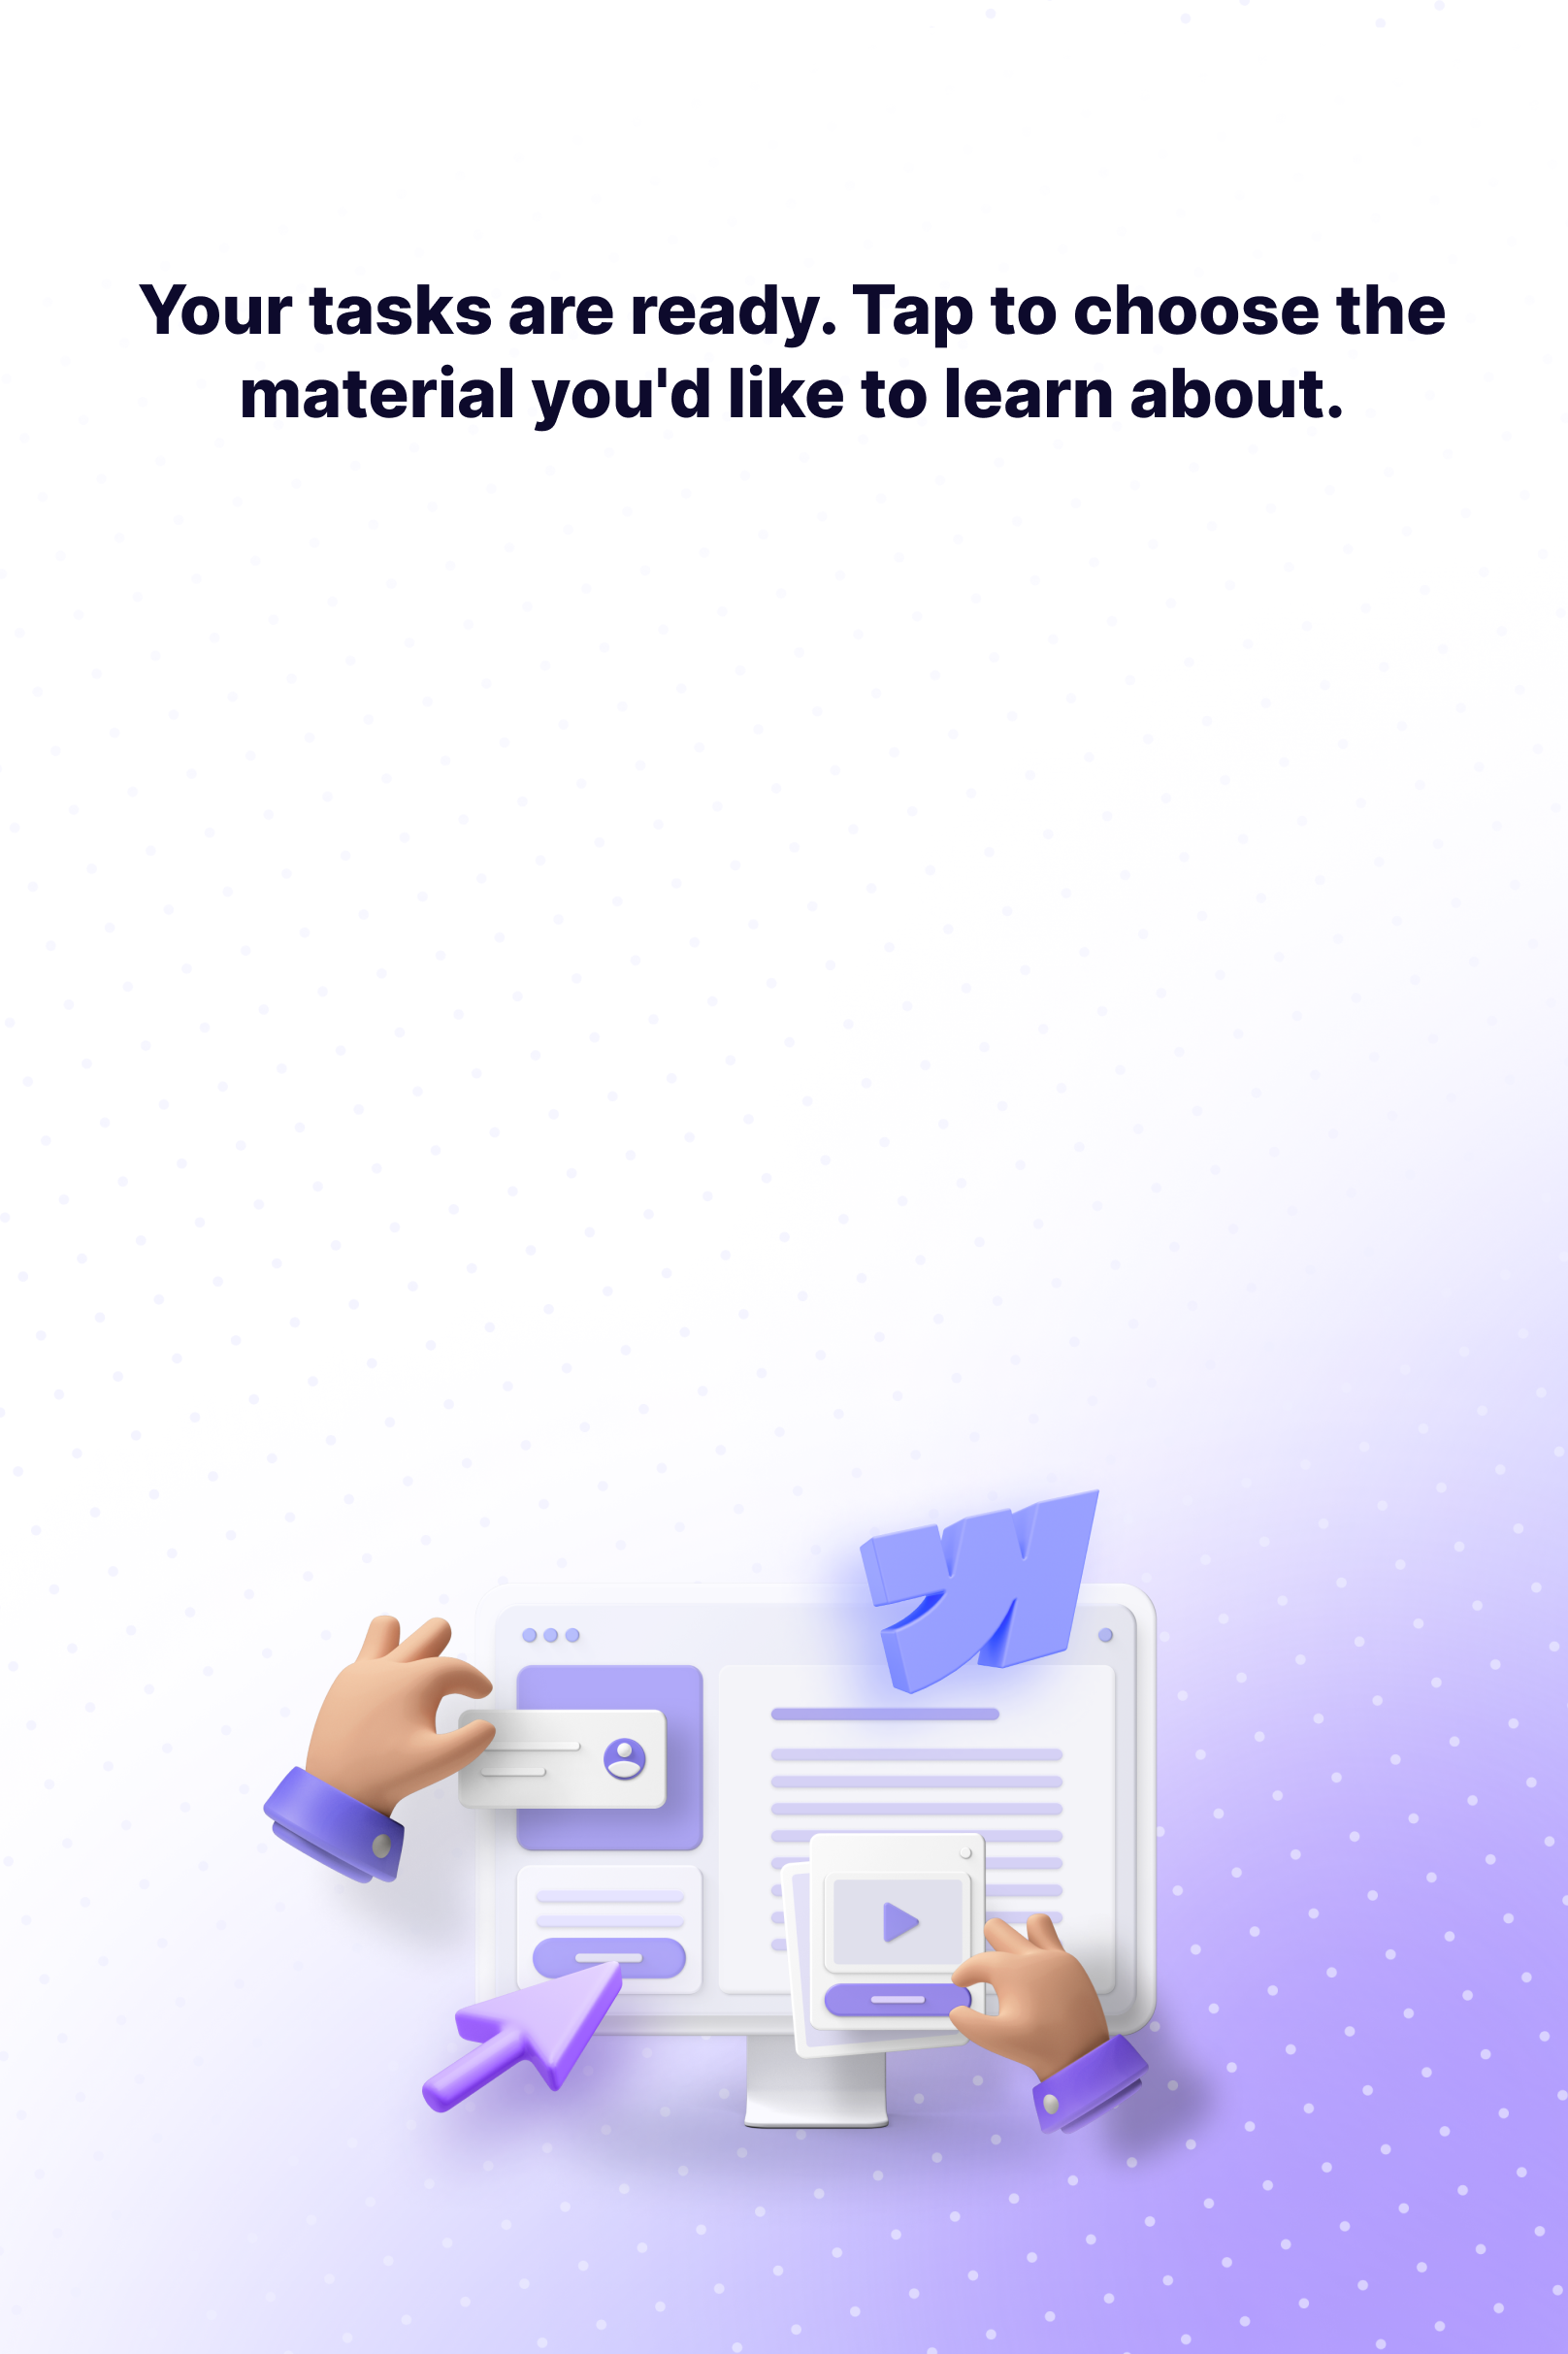 Your tasks are ready. Tap to choose the
material you'd like to learn about.